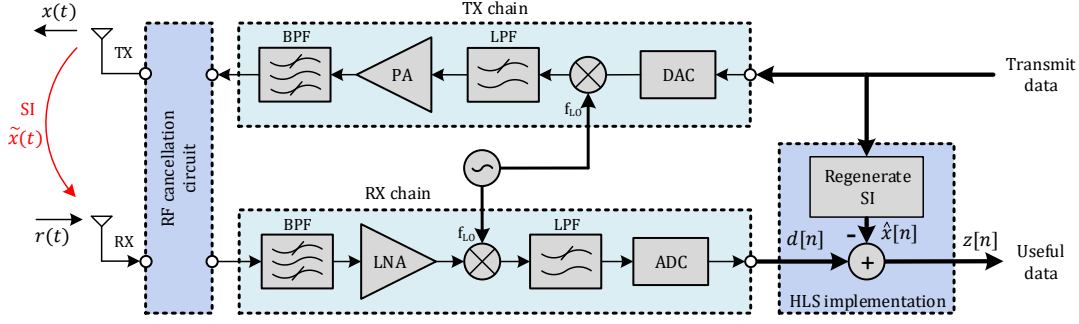 x(t)
TX
SI
x̃(t)
r(t)
RX
RF cancellation
circuit
TX chain
BPF
PA
LPF
f_LO
DAC
Transmit
data
RX chain
BPF
LNA
f_LO
LPF
ADC
Regenerate
SI
- x̂[n]
d[n]
+
z[n]
Useful
data
HLS implementation